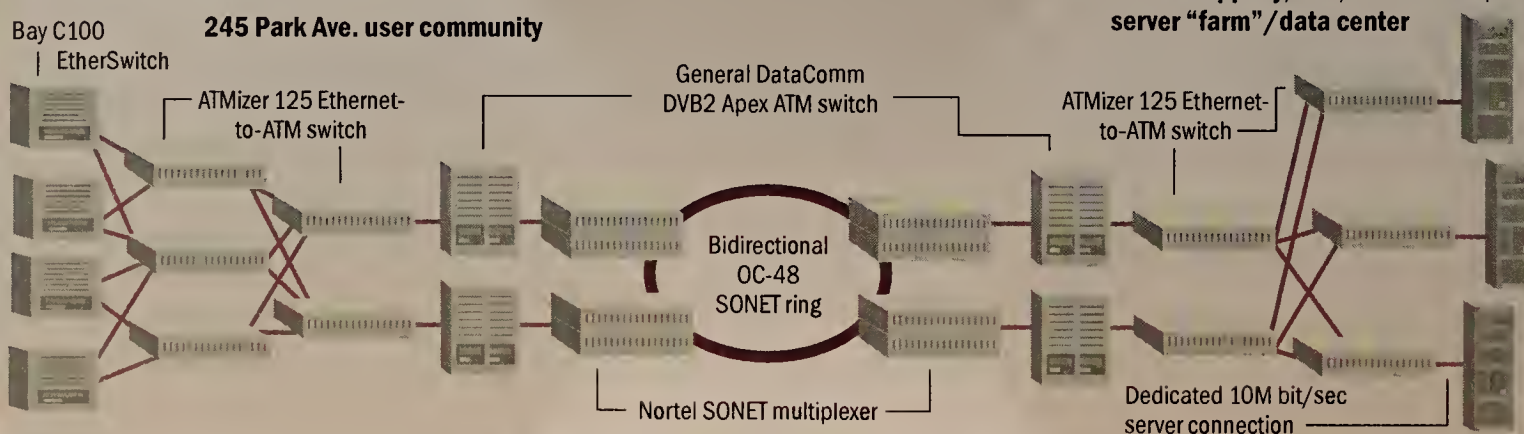 245 Park Ave. user community
server “farm”/data center
Bay C100
EtherSwitch
ATMizer 125 Ethernet-
to-ATM switch
General DataComm
DVB2 Apex ATM switch
ATMizer 125 Ethernet-
to-ATM switch
Bidirectional
OC-48
SONET ring
Nortel SONET multiplexer
Dedicated 10M bit/sec
server connection